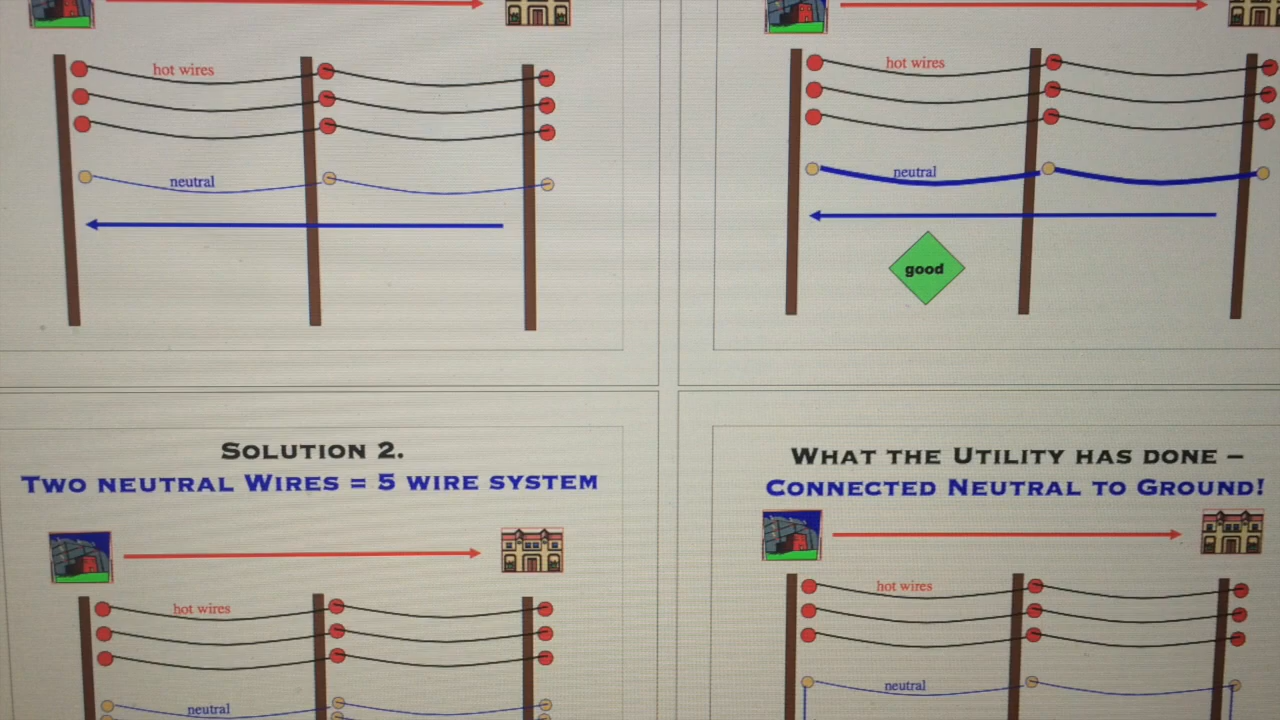 hot wires
neutral
hot wires
neutral
good
SOLUTION 2.
TWO NEUTRAL WIRES = 5 WIRE SYSTEM
hot wires
neutral
WHAT THE UTILITY HAS DONE –
CONNECTED NEUTRAL TO GROUND!
hot wires
neutral